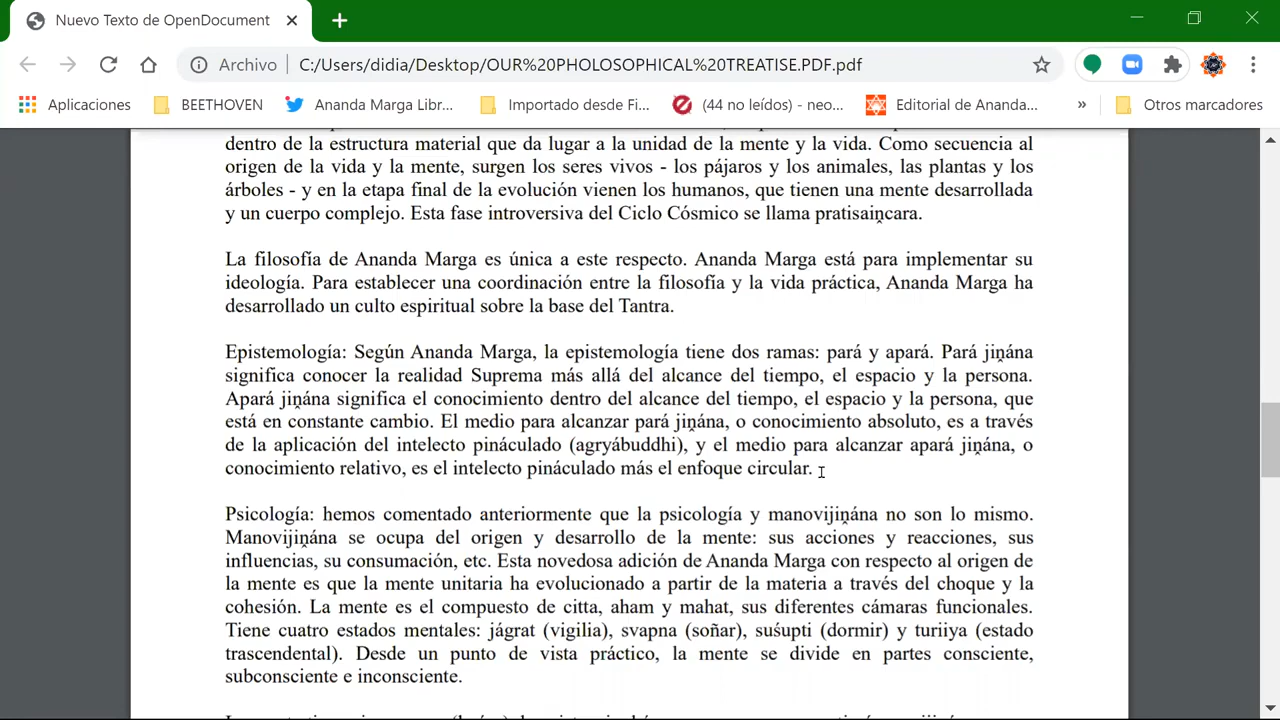 Nuevo Texto de OpenDocument
Archivo C:/Users/didia/Desktop/OUR%20PHOLOSOPHICAL%20TREATISE.PDF.pdf
Aplicaciones BEETHOVEN Ananda Marga Libr... Importado desde Fi... (44 no leídos) - neo... Editorial de Ananda... » Otros marcadores
dentro de la estructura material que da lugar a la unidad de la mente y la vida. Como secuencia al
origen de la vida y la mente, surgen los seres vivos - los pájaros y los animales, las plantas y los
árboles - y en la etapa final de la evolución vienen los humanos, que tienen una mente desarrollada
y un cuerpo complejo. Esta fase introversiva del Ciclo Cósmico se llama pratisaiṋcara.
La filosofía de Ananda Marga es única a este respecto. Ananda Marga está para implementar su
ideología. Para establecer una coordinación entre la filosofía y la vida práctica, Ananda Marga ha
desarrollado un culto espiritual sobre la base del Tantra.
Epistemología: Según Ananda Marga, la epistemología tiene dos ramas: pará y apará. Pará jiṋána
significa conocer la realidad Suprema más allá del alcance del tiempo, el espacio y la persona.
Apará jiṋána significa el conocimiento dentro del alcance del tiempo, el espacio y la persona, que
está en constante cambio. El medio para alcanzar pará jiṋána, o conocimiento absoluto, es a través
de la aplicación del intelecto pináculado (agryábuddhi), y el medio para alcanzar apará jiṋána, o
conocimiento relativo, es el intelecto pináculado más el enfoque circular.
Psicología: hemos comentado anteriormente que la psicología y manovijiṋána no son lo mismo.
Manovijiṋána se ocupa del origen y desarrollo de la mente: sus acciones y reacciones, sus
influencias, su consumación, etc. Esta novedosa adición de Ananda Marga con respecto al origen de
la mente es que la mente unitaria ha evolucionado a partir de la materia a través del choque y la
cohesión. La mente es el compuesto de citta, aham y mahat, sus diferentes cámaras funcionales.
Tiene cuatro estados mentales: jágrat (vigilia), svapna (soñar), suśupti (dormir) y turiiya (estado
trascendental). Desde un punto de vista práctico, la mente se divide en partes consciente,
subconsciente e inconsciente.